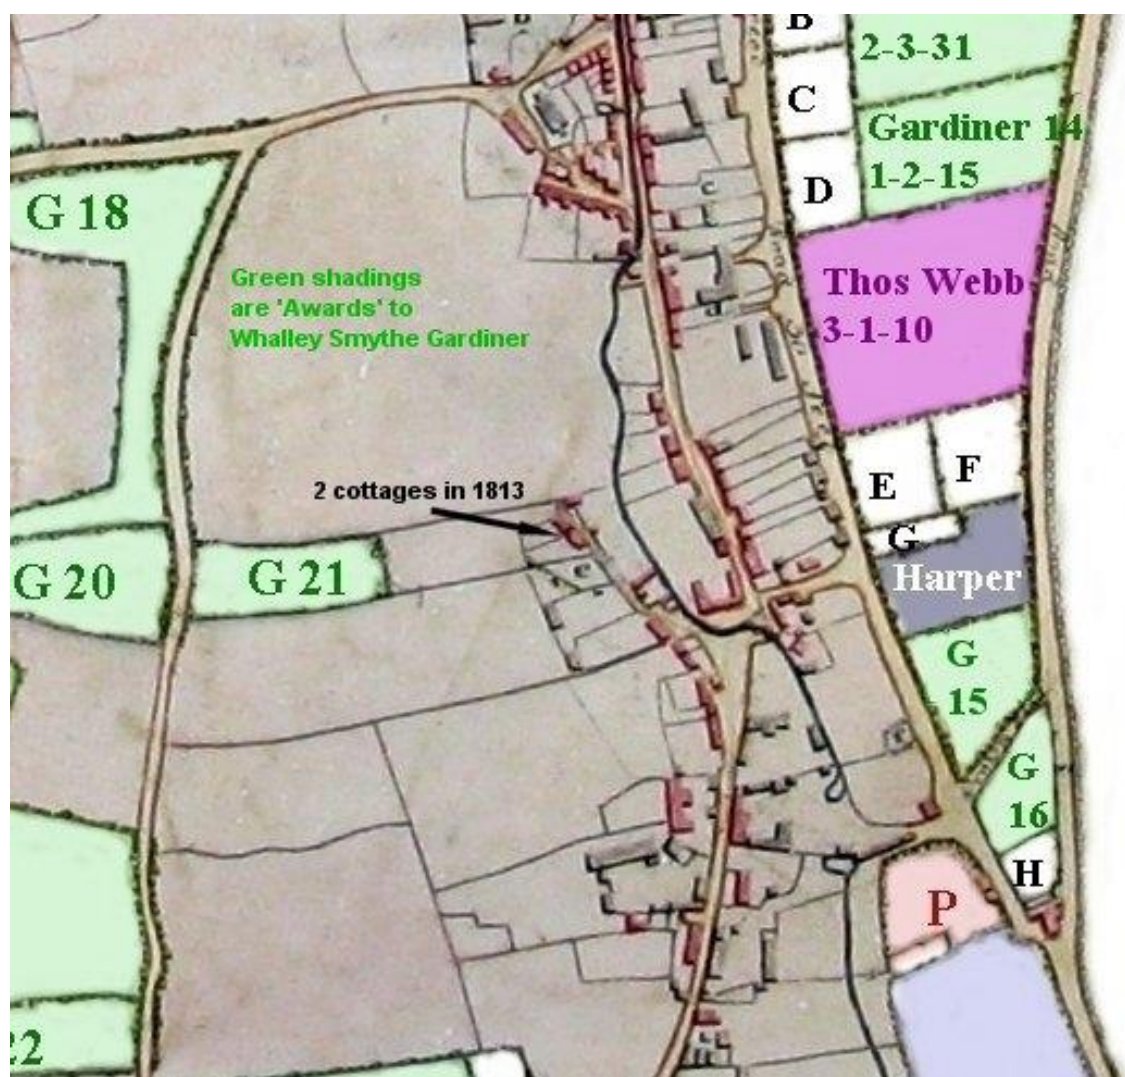 B
2-3-31
C
Gardiner 14
1-2-15
D
G 18
Thos Webb
3-1-10
Green shadings
are 'Awards' to
Whalley Smythe Gardiner
E
F
2 cottages in 1813
G
Harper
G 20
G 21
G
15
G
16
H
P
22